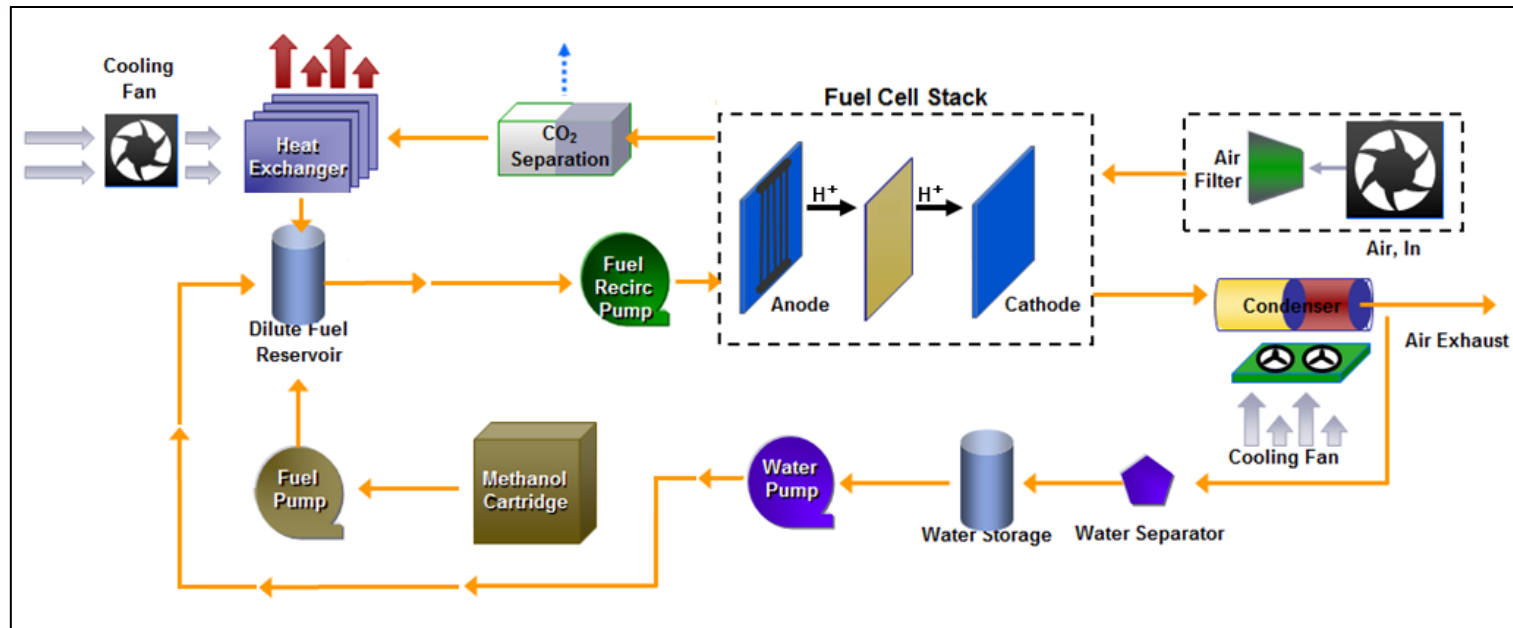 Cooling
Fan
Heat
Exchanger
CO₂
Separation
Fuel Cell Stack
H⁺
H⁺
Anode
Cathode
Air
Filter
Air, In
Dilute Fuel
Reservoir
Fuel
Recirc
Pump
Condenser
Air Exhaust
Cooling Fan
Fuel
Pump
Methanol
Cartridge
Water
Pump
Water Storage
Water Separator